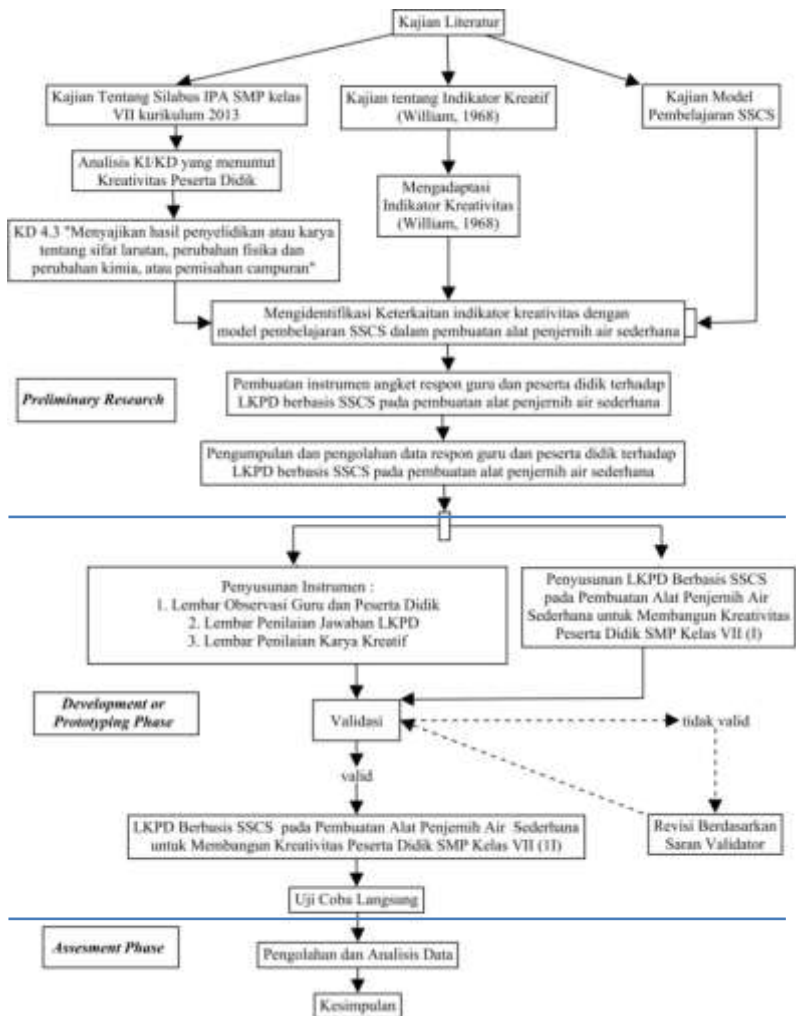 Kajian Literatur
Kajian Tentang Silabus IPA SMP kelas
VII kurikulum 2013
Kajian tentang Indikator Kreatif
(William, 1968)
Kajian Model
Pembelajaran SSCS
Analisis KI/KD yang menuntut
Kreativitas Peserta Didik
Mengadaptasi
Indikator Kreativitas
(William, 1968)
KD 4.3 "Menyajikan hasil penyelidikan atau karya
tentang sifat larutan, perubahan fisika dan
perubahan kimia, atau pemisahan campuran"
Mengidentifikasi Keterkaitan indikator kreativitas dengan
model pembelajaran SSCS dalam pembuatan alat penjernih air sederhana
Preliminary Research
Pembuatan instrumen angket respon guru dan peserta didik terhadap
LKPD berbasis SSCS pada pembuatan alat penjernih air sederhana
Pengumpulan dan pengolahan data respon guru dan peserta didik terhadap
LKPD berbasis SSCS pada pembuatan alat penjernih air sederhana
Penyusunan Instrumen :
1. Lembar Observasi Guru dan Peserta Didik
2. Lembar Penilaian Jawaban LKPD
3. Lembar Penilaian Karya Kreatif
Penyusunan LKPD Berbasis SSCS
pada Pembuatan Alat Penjernih Air
Sederhana untuk Membangun Kreativitas
Peserta Didik SMP Kelas VII (I)
Development or
Prototyping Phase
Validasi
tidak valid
valid
LKPD Berbasis SSCS pada Pembuatan Alat Penjernih Air Sederhana
untuk Membangun Kreativitas Peserta Didik SMP Kelas VII (II)
Revisi Berdasarkan
Saran Validator
Uji Coba Langsung
Assesment Phase
Pengolahan dan Analisis Data
Kesimpulan